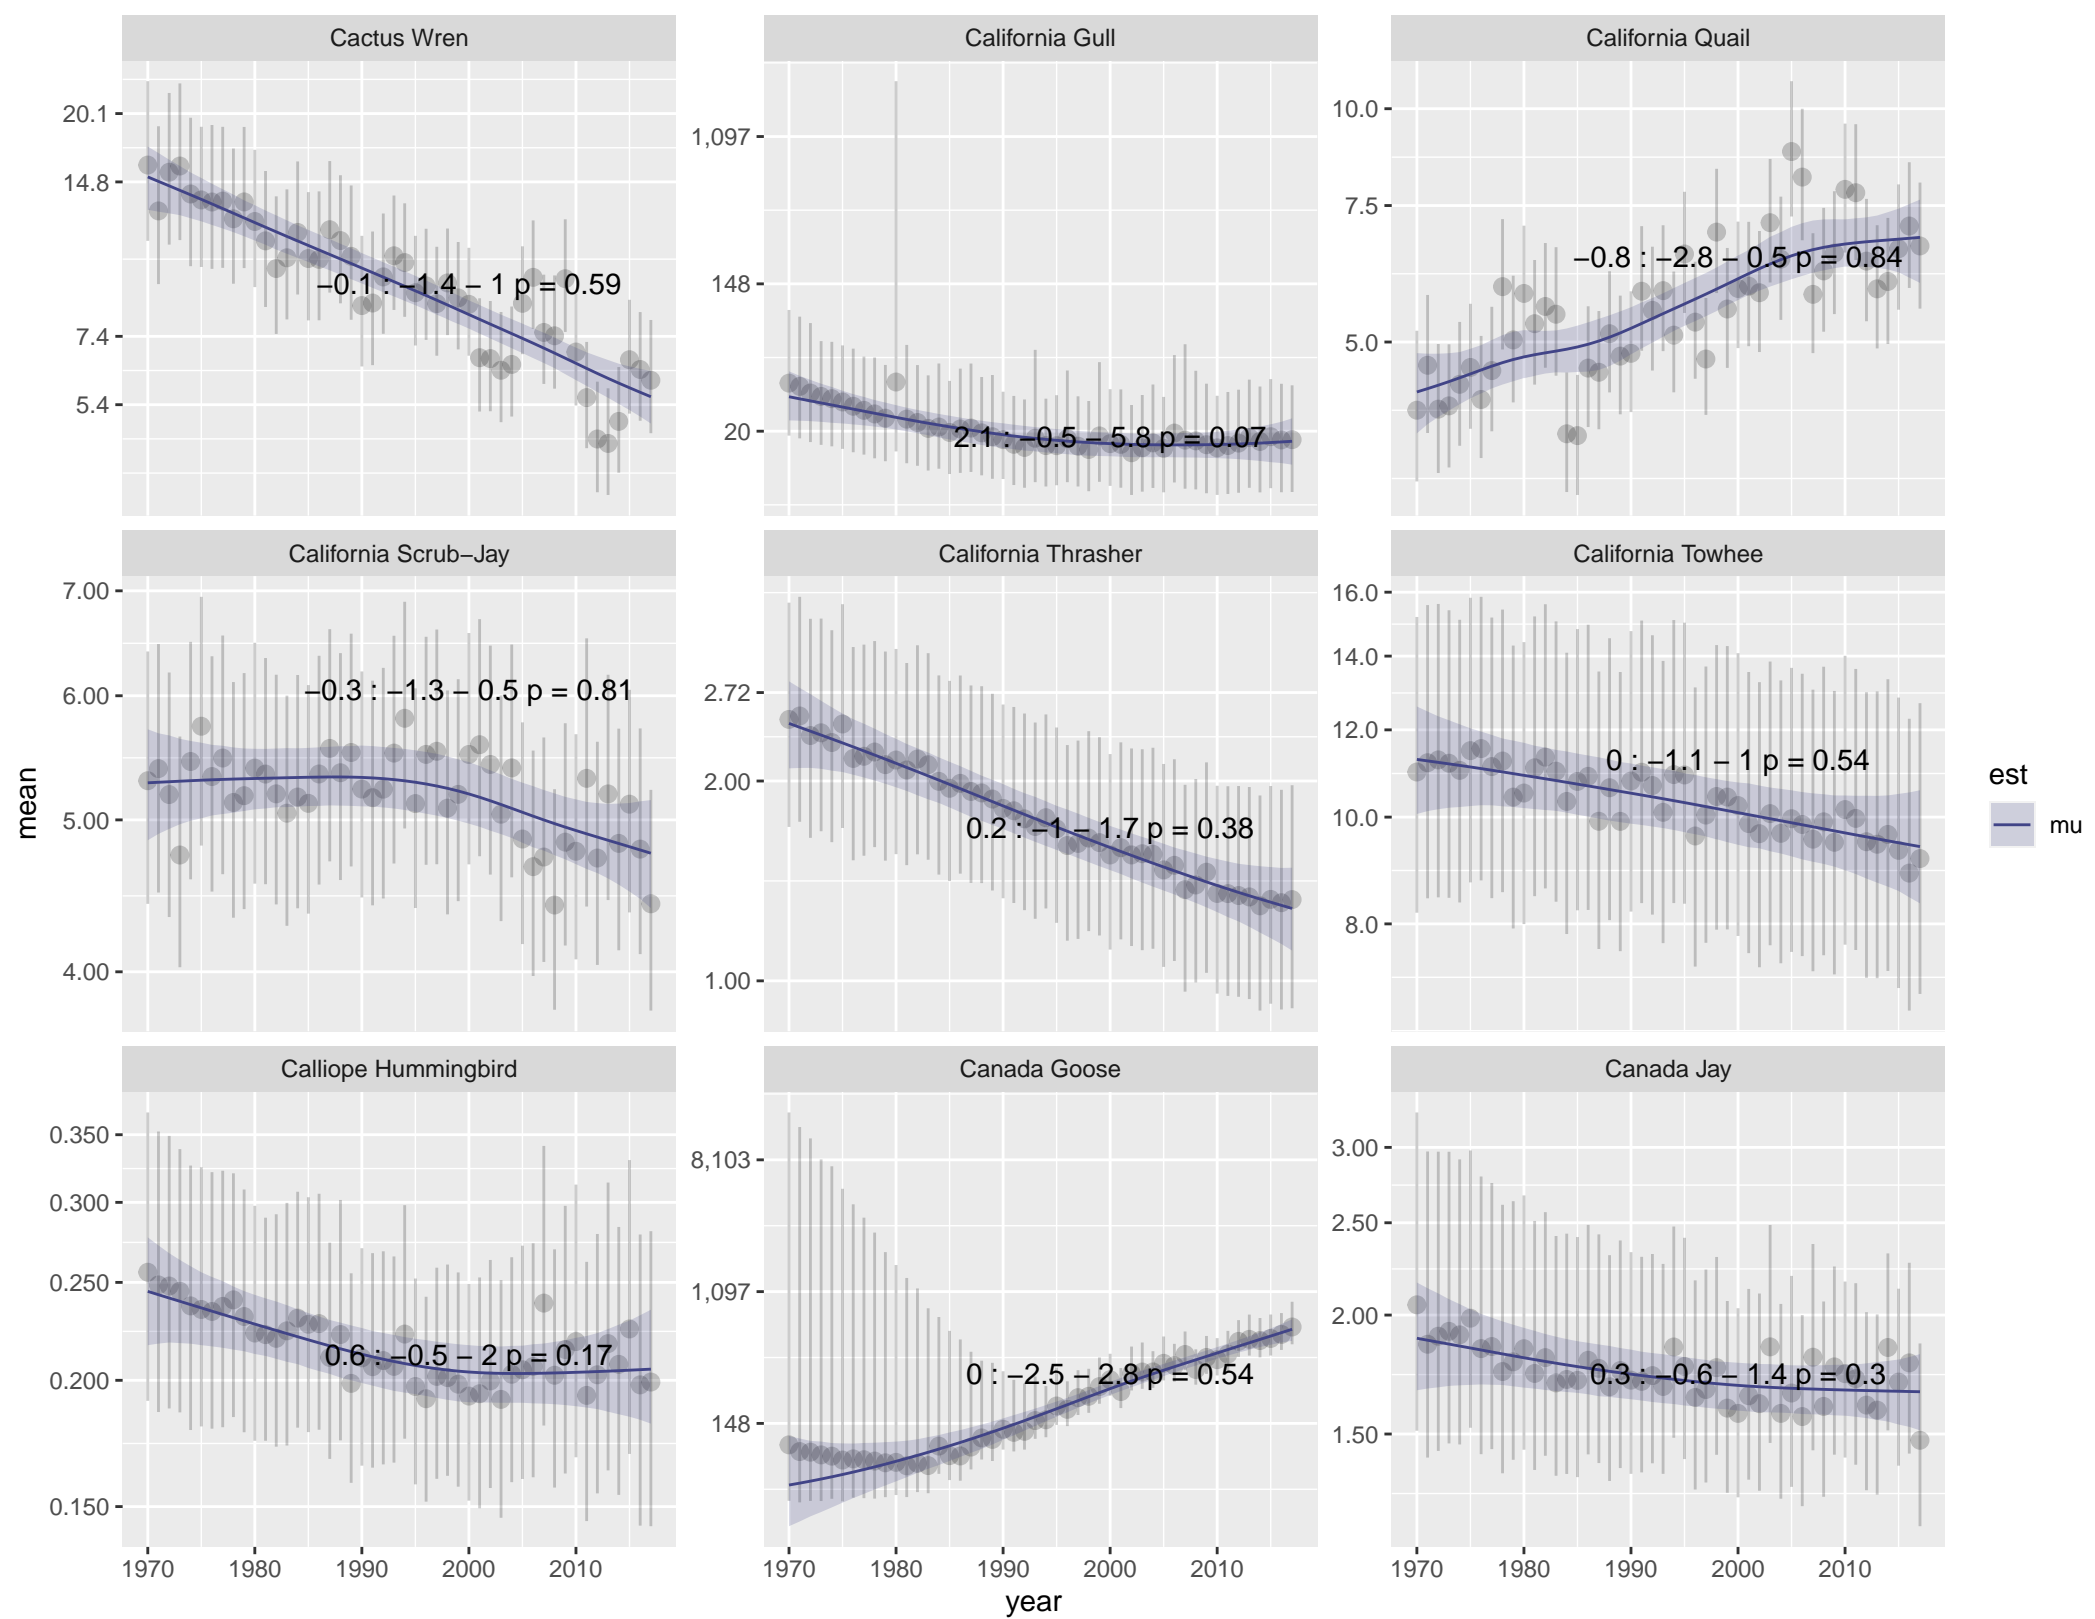 Cactus Wren
California Gull
California Quail
20.1
14.8
7.4
5.4
−0.1 : −1.4 − 1 p = 0.59
1,097
148
20
2.1 : −0.5 − 5.8 p = 0.07
10.0
7.5
5.0
−0.8 : −2.8 − 0.5 p = 0.84
California Scrub−Jay
California Thrasher
California Towhee
7.00
6.00
5.00
4.00
−0.3 : −1.3 − 0.5 p = 0.81
2.72
2.00
1.00
0.2 : −1 − 1.7 p = 0.38
16.0
14.0
12.0
10.0
8.0
0 : −1.1 − 1 p = 0.54
Calliope Hummingbird
Canada Goose
Canada Jay
0.350
0.300
0.250
0.200
0.150
0.6 : −0.5 − 2 p = 0.17
8,103
1,097
148
0 : −2.5 − 2.8 p = 0.54
3.00
2.50
2.00
1.50
0.3 : −0.6 − 1.4 p = 0.3
1970 1980 1990 2000 2010
1970 1980 1990 2000 2010
1970 1980 1990 2000 2010
year
mean
est
mu